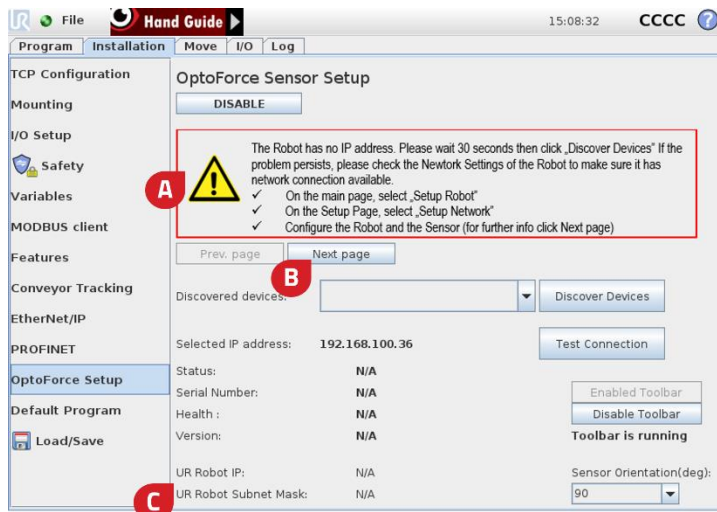 UR File Hand Guide 15:08:32 CCCC ?
Program Installation Move I/O Log
TCP Configuration
Mounting
I/O Setup
Safety
Variables
MODBUS client
Features
Conveyor Tracking
EtherNet/IP
PROFINET
OptoForce Setup
Default Program
Load/Save
OptoForce Sensor Setup
DISABLE
A
The Robot has no IP address. Please wait 30 seconds then click „Discover Devices" If the
problem persists, please check the Newtork Settings of the Robot to make sure it has
network connection available.
✓ On the main page, select „Setup Robot"
✓ On the Setup Page, select „Setup Network"
✓ Configure the Robot and the Sensor (for further info click Next page)
Prev. page Next page
B
Discovered devices: Discover Devices
Selected IP address: 192.168.100.36 Test Connection
Status: N/A
Serial Number: N/A Enabled Toolbar
Health : N/A Disable Toolbar
Version: N/A Toolbar is running
UR Robot IP: N/A Sensor Orientation(deg):
C
UR Robot Subnet Mask: N/A 90